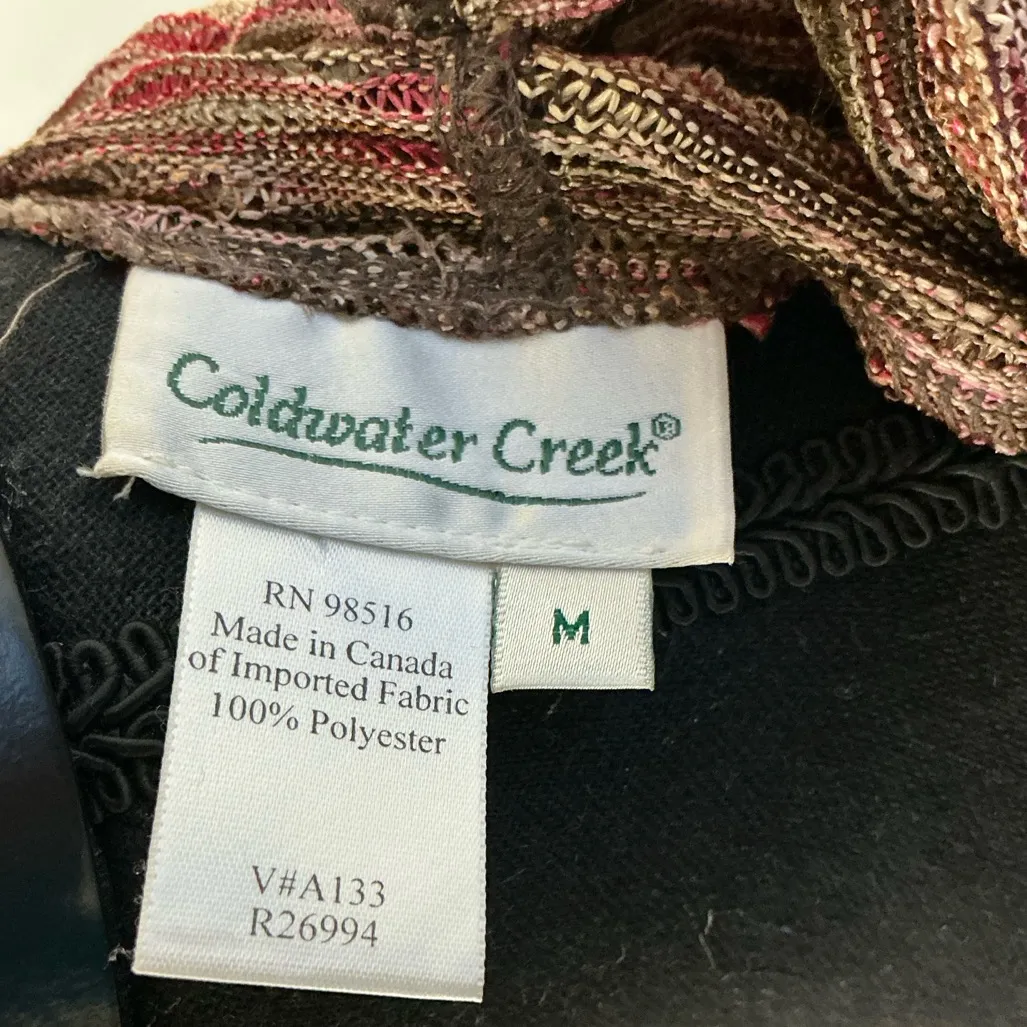 Coldwater Creek®
RN 98516
Made in Canada
of Imported Fabric
100% Polyester
M
V#A133
R26994